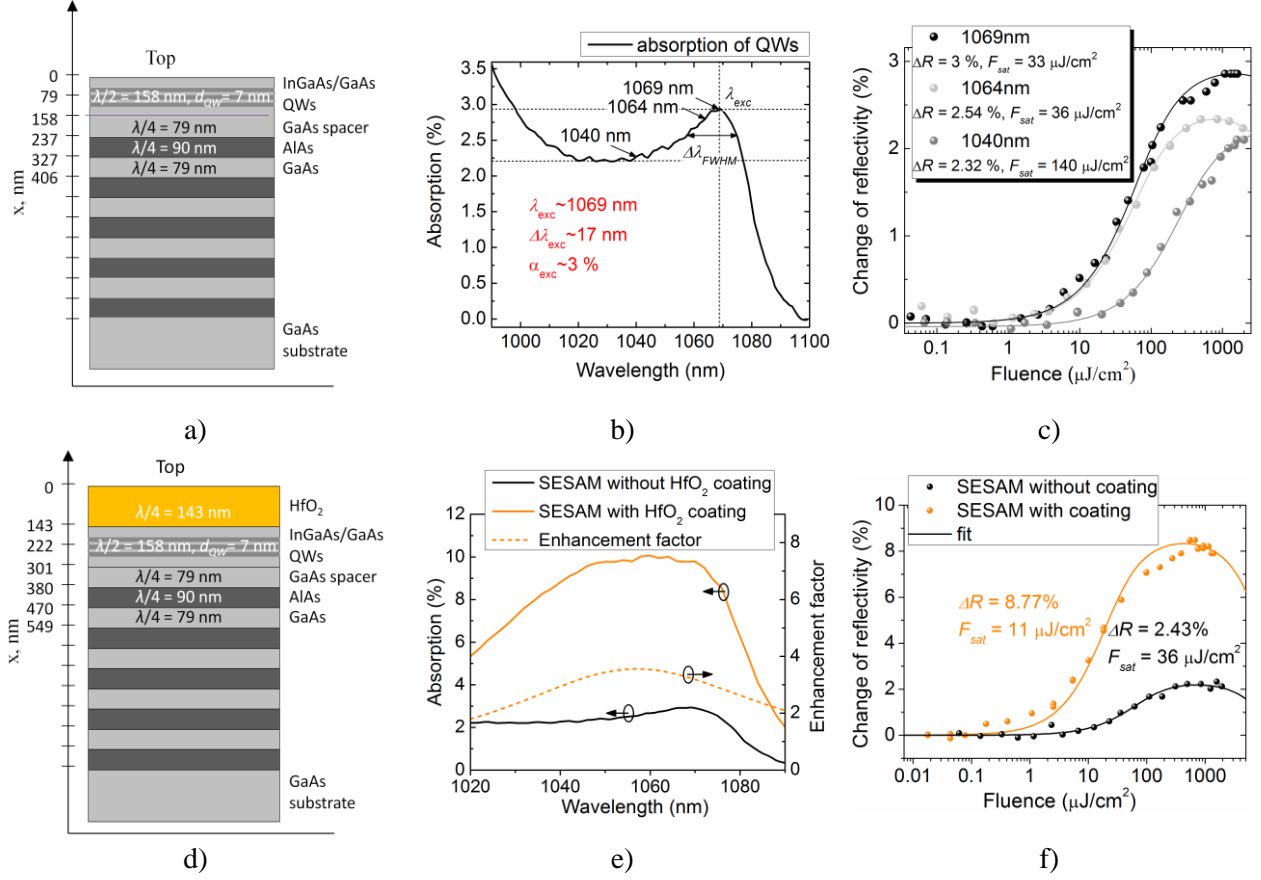 Top
x, nm
0
79
158
237
327
406
InGaAs/GaAs
λ/2 = 158 nm, d_QW = 7 nm
QWs
λ/4 = 79 nm
GaAs spacer
λ/4 = 90 nm
AlAs
λ/4 = 79 nm
GaAs
GaAs
substrate
a)
absorption of QWs
Absorption (%)
3.5
3.0
2.5
2.0
1.5
1.0
0.5
0.0
1069 nm
1064 nm
1040 nm
λ_exc
Δλ_FWHM
λ_exc~1069 nm
Δλ_exc~17 nm
α_exc~3 %
1000 1020 1040 1060 1080 1100
Wavelength (nm)
b)
Change of reflectivity (%)
3
2
1
0
1069nm
ΔR = 3 %, F_sat = 33 μJ/cm²
1064nm
ΔR = 2.54 %, F_sat = 36 μJ/cm²
1040nm
ΔR = 2.32 %, F_sat = 140 μJ/cm²
0.1 1 10 100 1000
Fluence (μJ/cm²)
c)
Top
x, nm
0
143
222
301
380
470
549
HfO₂
λ/4 = 143 nm
InGaAs/GaAs
λ/2 = 158 nm, d_QW = 7 nm
QWs
λ/4 = 79 nm
GaAs spacer
λ/4 = 90 nm
AlAs
λ/4 = 79 nm
GaAs
GaAs
substrate
d)
SESAM without HfO₂ coating
SESAM with HfO₂ coating
Enhancement factor
Absorption (%)
12
10
8
6
4
2
0
8
6
4
2
0
Enhancement factor
1020 1040 1060 1080
Wavelength (nm)
e)
SESAM without coating
SESAM with coating
fit
Change of reflectivity (%)
10
8
6
4
2
0
ΔR = 8.77%
F_sat = 11 μJ/cm²
ΔR = 2.43%
F_sat = 36 μJ/cm²
0.01 0.1 1 10 100 1000
Fluence (μJ/cm²)
f)